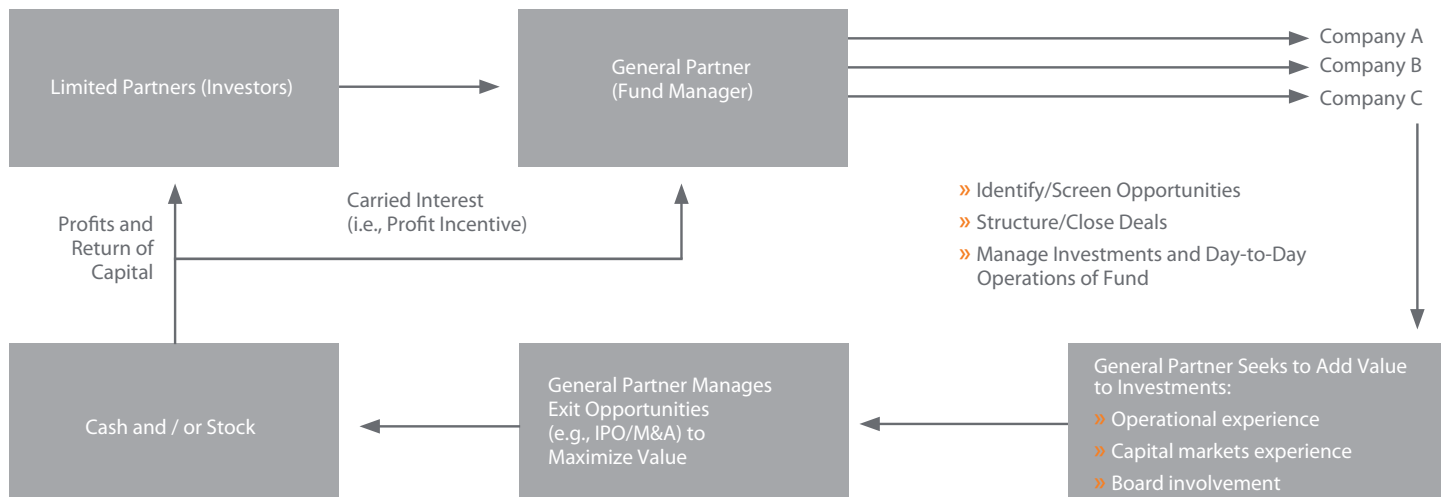 Limited Partners (Investors)
General Partner
(Fund Manager)
Company A
Company B
Company C
Profits and
Return of
Capital
Carried Interest
(i.e., Profit Incentive)
» Identify/Screen Opportunities
» Structure/Close Deals
» Manage Investments and Day-to-Day
Operations of Fund
Cash and / or Stock
General Partner Manages
Exit Opportunities
(e.g., IPO/M&A) to
Maximize Value
General Partner Seeks to Add Value
to Investments:
» Operational experience
» Capital markets experience
» Board involvement